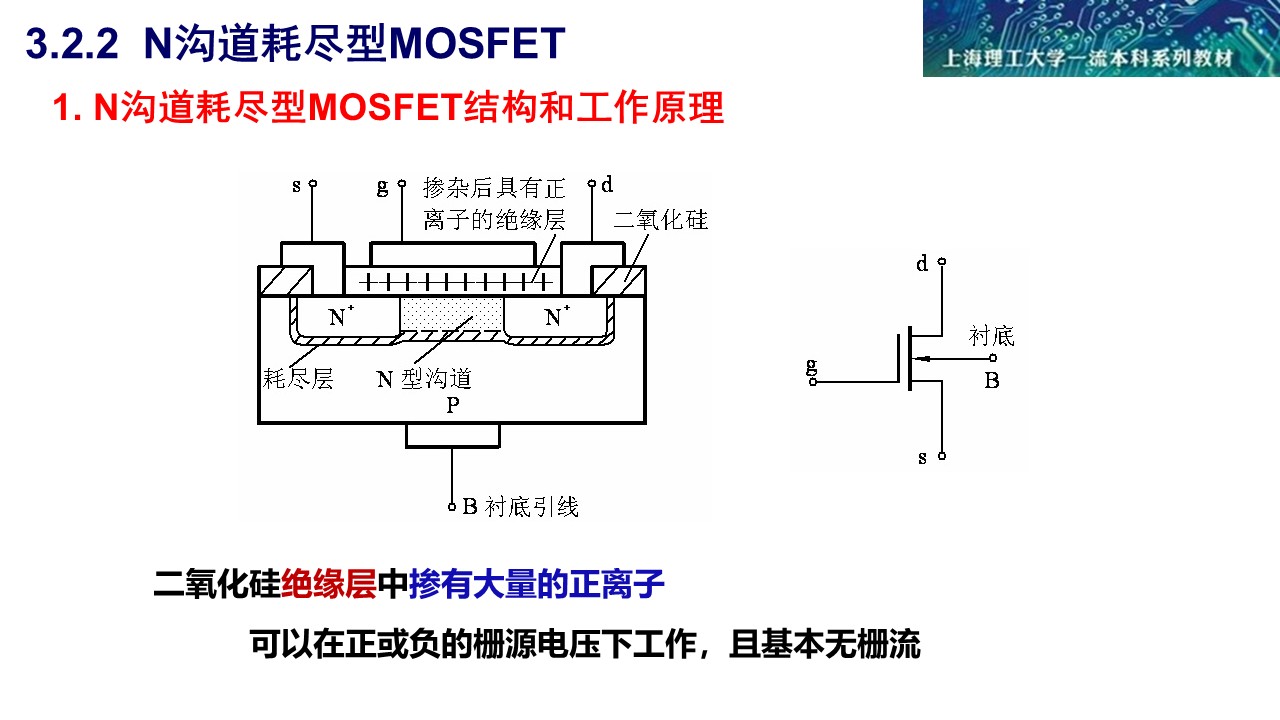 3.2.2 N沟道耗尽型MOSFET
上海理工大学一流本科系列教材
1. N沟道耗尽型MOSFET结构和工作原理
s
g
掺杂后具有正
离子的绝缘层
d
二氧化硅
N+
N+
耗尽层
N 型沟道
P
B 衬底引线
d
衬底
g
B
s
二氧化硅绝缘层中掺有大量的正离子
可以在正或负的栅源电压下工作，且基本无栅流